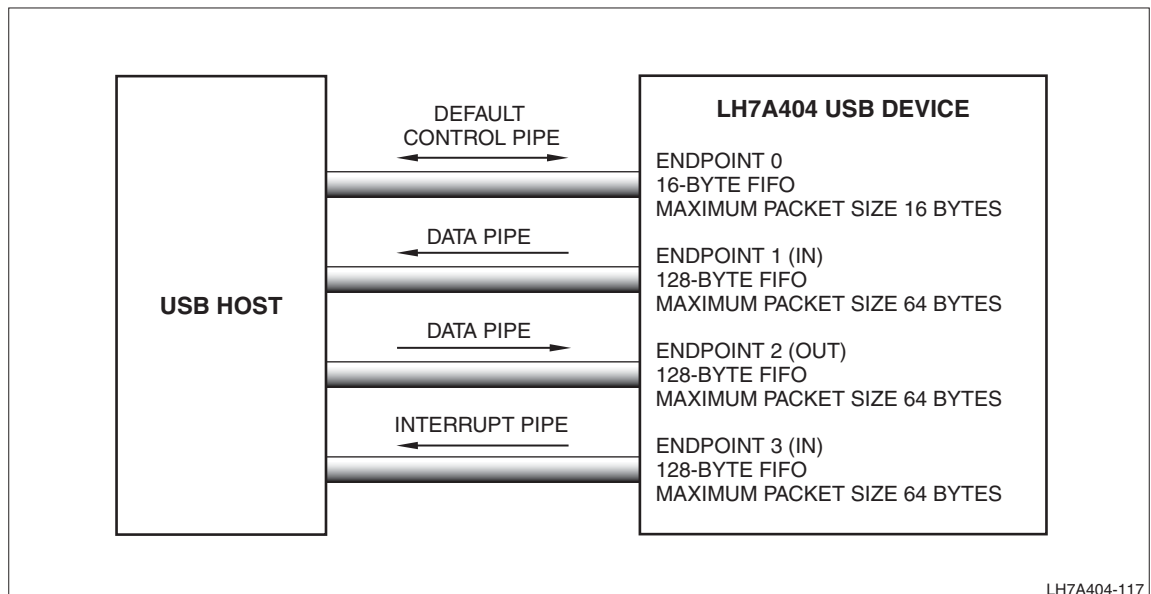 USB HOST
DEFAULT
CONTROL PIPE
DATA PIPE
DATA PIPE
INTERRUPT PIPE
LH7A404 USB DEVICE
ENDPOINT 0
16-BYTE FIFO
MAXIMUM PACKET SIZE 16 BYTES
ENDPOINT 1 (IN)
128-BYTE FIFO
MAXIMUM PACKET SIZE 64 BYTES
ENDPOINT 2 (OUT)
128-BYTE FIFO
MAXIMUM PACKET SIZE 64 BYTES
ENDPOINT 3 (IN)
128-BYTE FIFO
MAXIMUM PACKET SIZE 64 BYTES
LH7A404-117